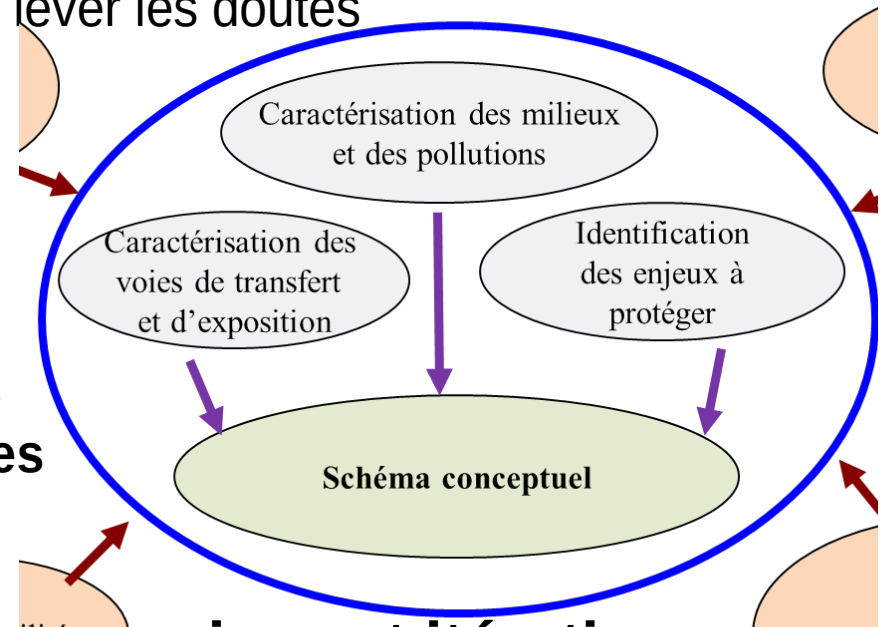 lever les doutes
Caractérisation des milieux
et des pollutions
Caractérisation des
voies de transfert
et d’exposition
Identification
des enjeux à
protéger
es
Schéma conceptuel